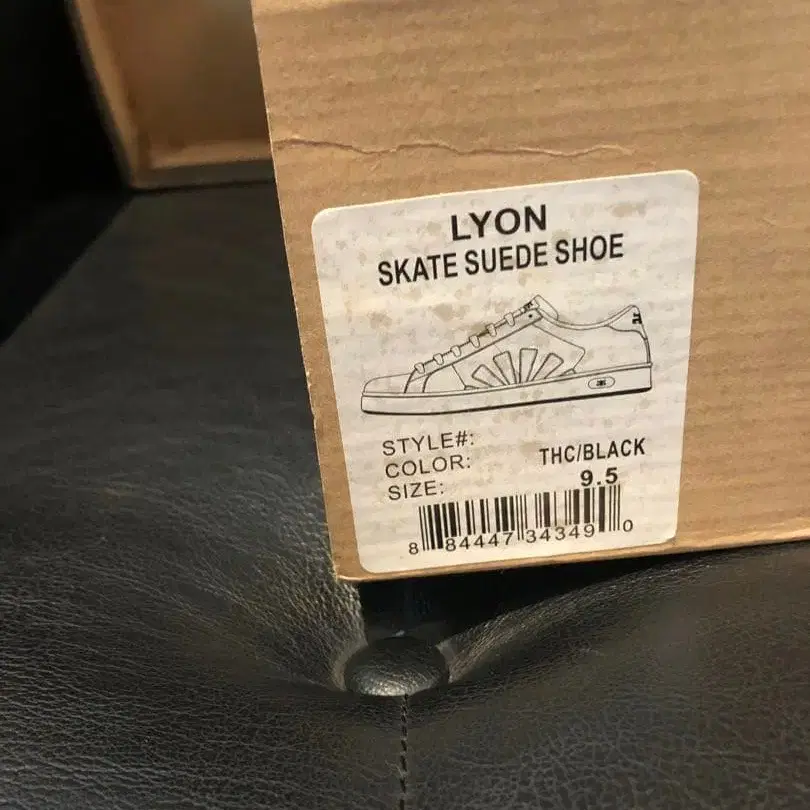 LYON
SKATE SUEDE SHOE
STYLE#:
COLOR: THC/BLACK
SIZE: 9.5
8 84447 34349 0